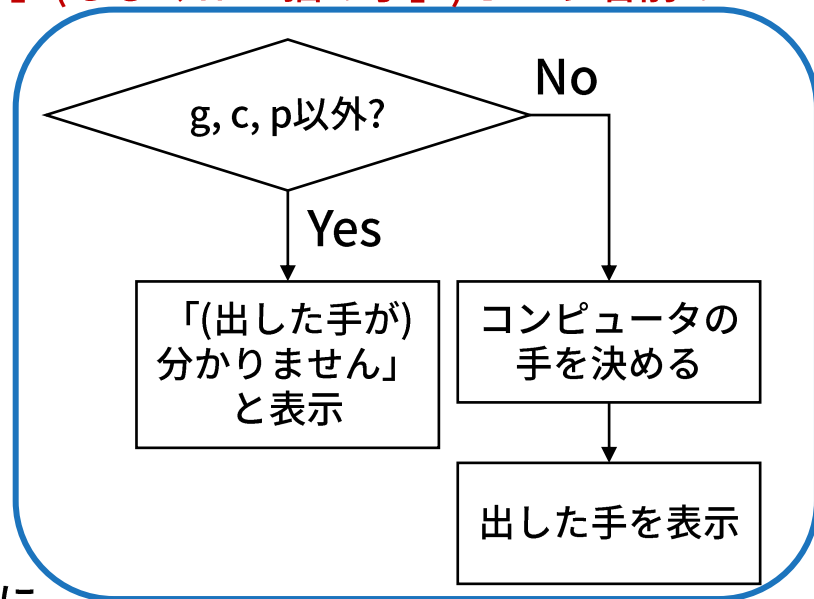 g, c, p以外?
No
Yes
「(出した手が)
分かりません」
と表示
コンピュータの
手を決める
出した手を表示
に